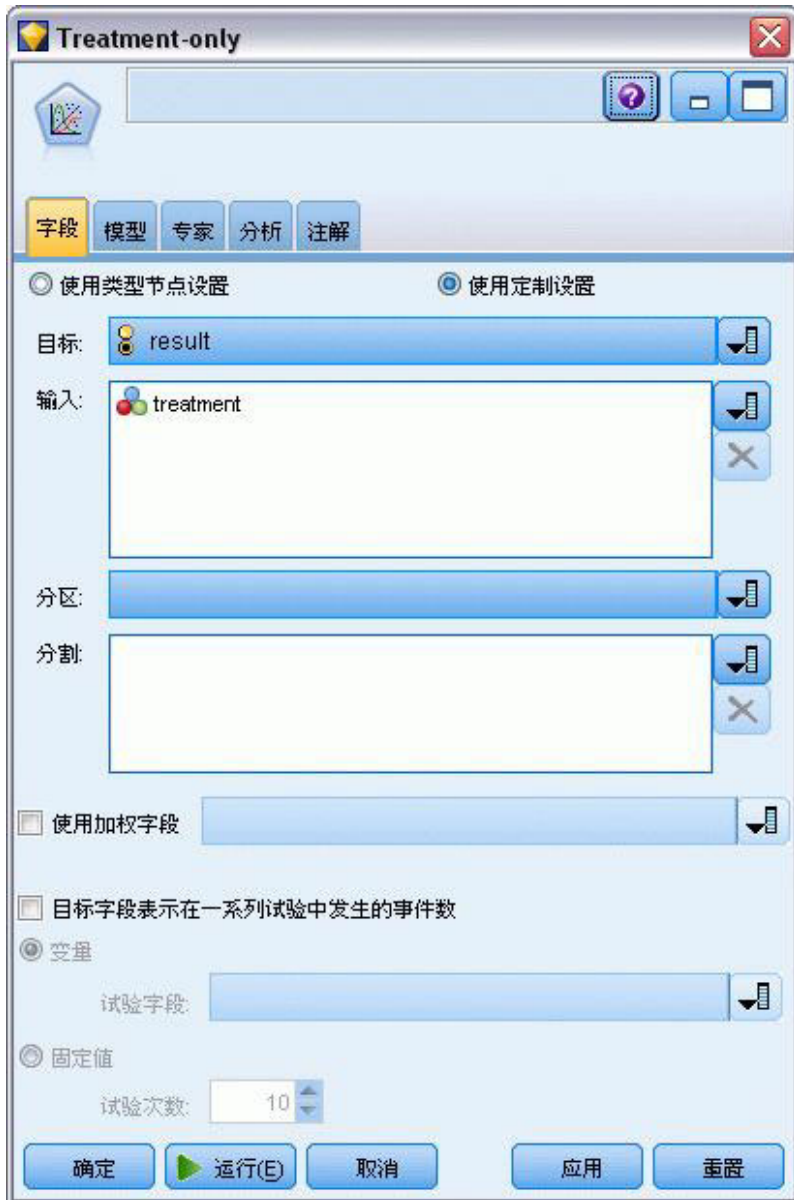 Treatment-only
字段 模型 专家 分析 注解
使用类型节点设置 使用定制设置
目标: result
输入: treatment
分区:
分割:
使用加权字段
目标字段表示在一系列试验中发生的事件数
变量
试验字段:
固定值
试验次数: 10
确定 运行(E) 取消 应用 重置